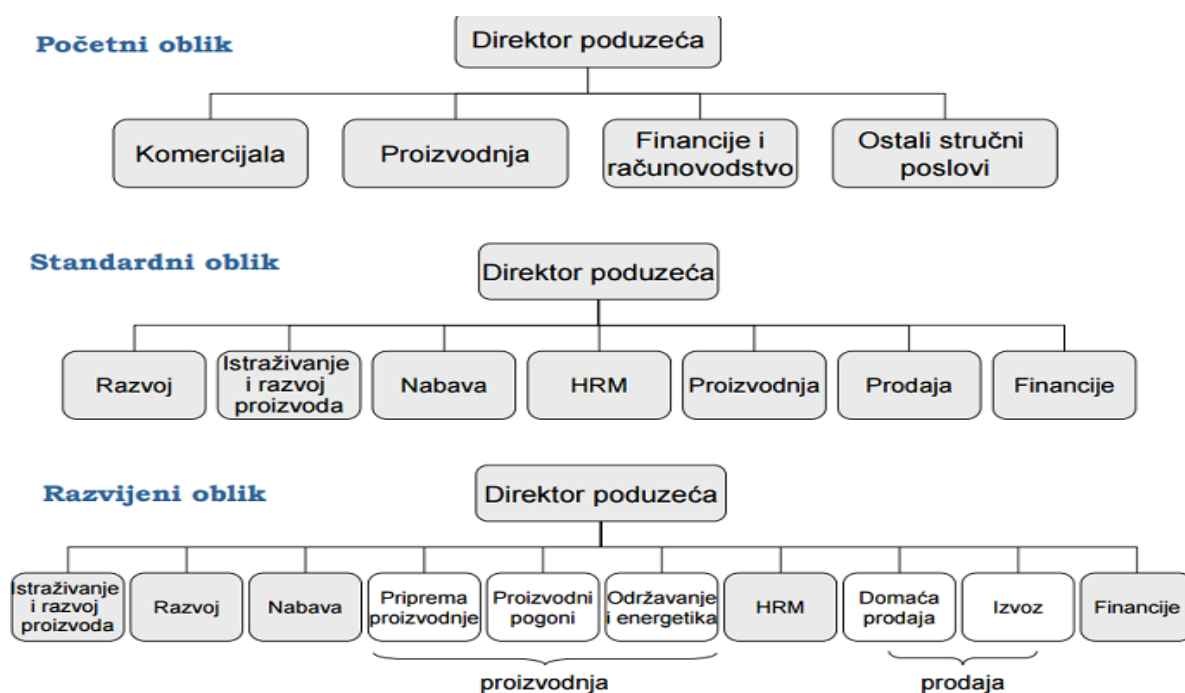 Početni oblik
Direktor poduzeća
Komercijala
Proizvodnja
Financije i
računovodstvo
Ostali stručni
poslovi
Standardni oblik
Direktor poduzeća
Razvoj
Istraživanje
i razvoj
proizvoda
Nabava
HRM
Proizvodnja
Prodaja
Financije
Razvijeni oblik
Direktor poduzeća
Istraživanje
i razvoj
proizvoda
Razvoj
Nabava
Priprema
proizvodnje
Proizvodni
pogoni
Održavanje
i energetika
HRM
Domaća
prodaja
Izvoz
Financije
proizvodnja
prodaja